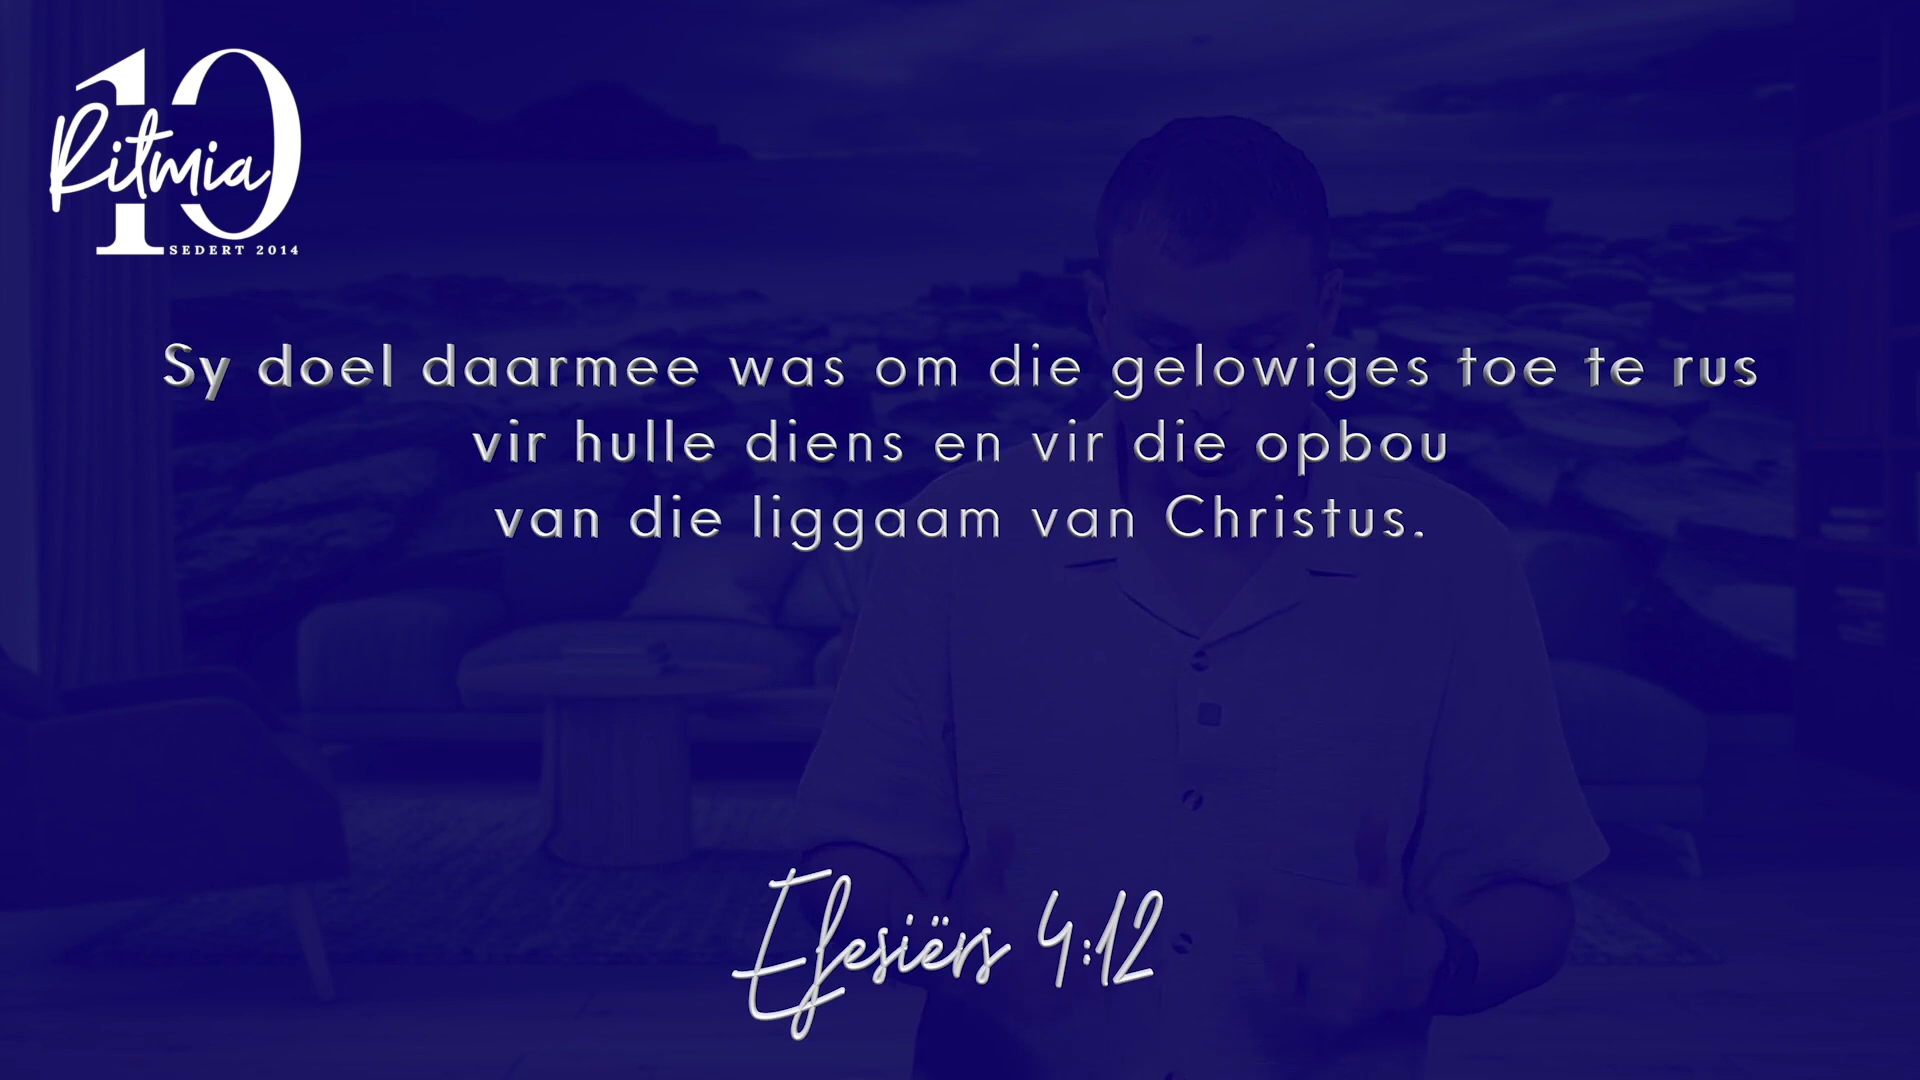 10
Ritmia
SEDERT 2014
Sy doel daarmee was om die gelowiges toe te rus
vir hulle diens en vir die opbou
van die liggaam van Christus.
Efesiërs 4:12